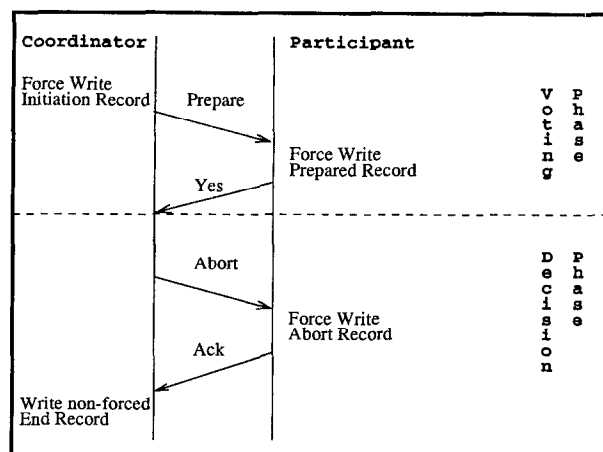 Coordinator
Participant
Force Write
Initiation Record
Prepare
Force Write
Prepared Record
Yes
Voting
Phase
Abort
Force Write
Abort Record
Ack
Write non-forced
End Record
Decision
Phase